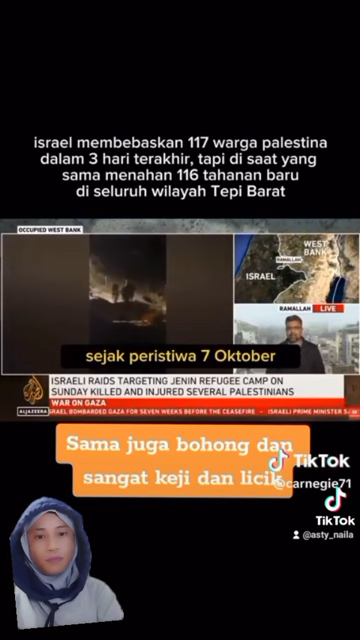 israel membebaskan 117 warga palestina
dalam 3 hari terakhir, tapi di saat yang
sama menahan 116 tahanan baru
di seluruh wilayah Tepi Barat
OCCUPIED WEST BANK
WEST
BANK
RAMALLAH
ISRAEL
RAMALLAH LIVE
sejak peristiwa 7 Oktober
ISRAELI RAIDS TARGETING JENIN REFUGEE CAMP ON
SUNDAY KILLED AND INJURED SEVERAL PALESTINIANS
WAR ON GAZA
ALJAZEERA
ISRAEL BOMBARDED GAZA FOR SEVEN WEEKS BEFORE THE CEASEFIRE - ISRAELI PRIME MINISTER
Sama juga bohong dan
sangat keji dan licik
TikTok
@carnegie71
TikTok
@asty_naila